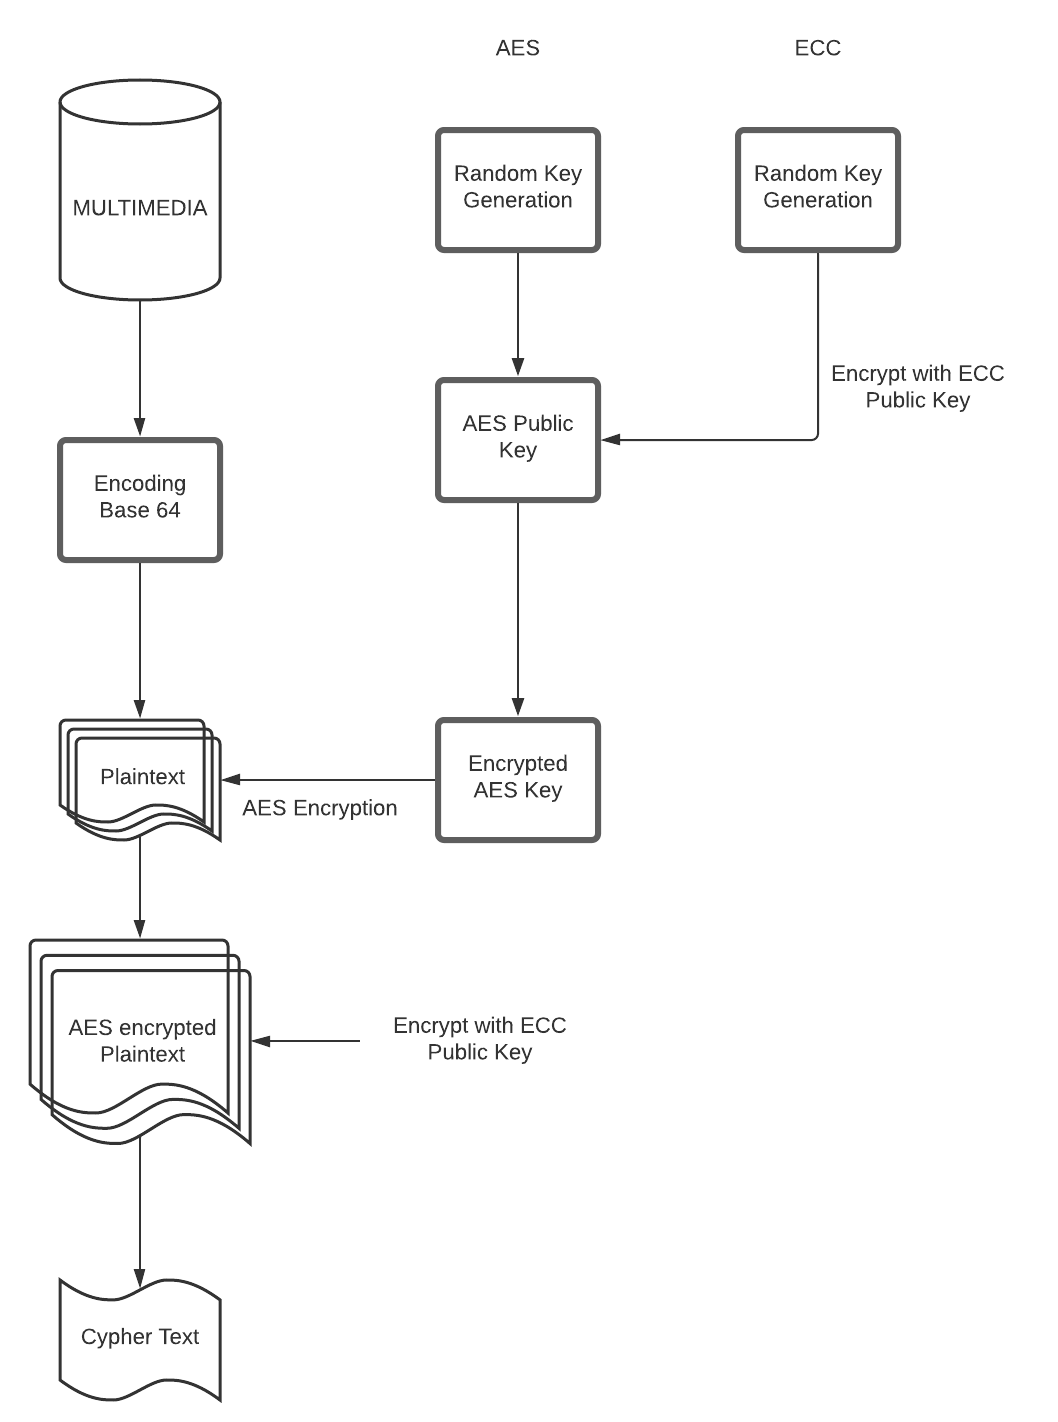 AES
ECC
MULTIMEDIA
Random Key
Generation
Random Key
Generation
Encrypt with ECC
Public Key
AES Public
Key
Encoding
Base 64
Plaintext
AES Encryption
Encrypted
AES Key
AES encrypted
Plaintext
Encrypt with ECC
Public Key
Cypher Text